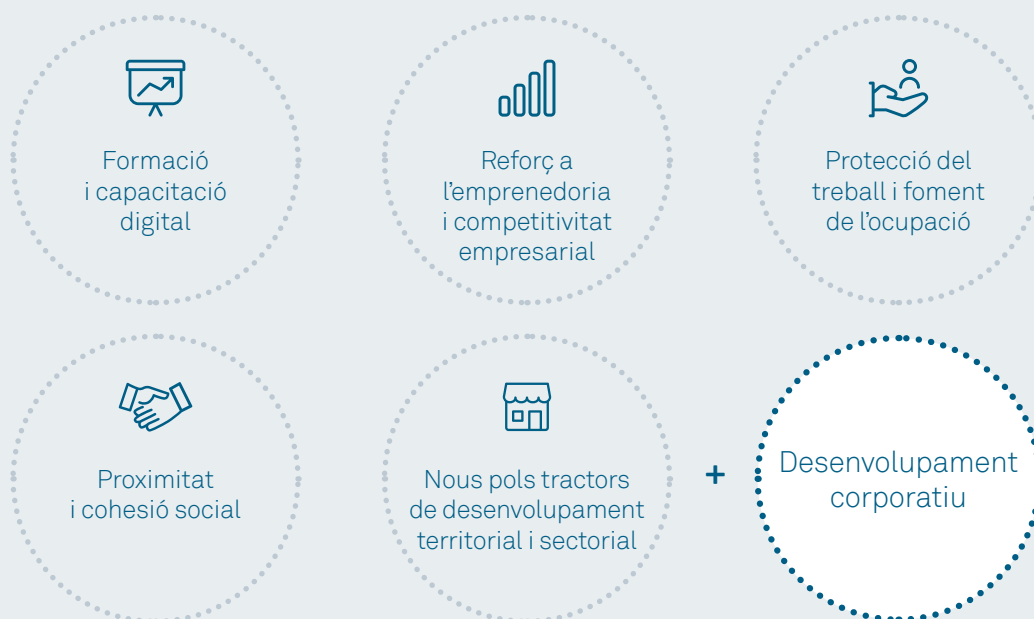 Formació
i capacitació
digital
Reforç a
l’emprenedoria
i competitivitat
empresarial
Protecció del
treball i foment
de l’ocupació
Proximitat
i cohesió social
Nous pols tractors
de desenvolupament
territorial i sectorial
+
Desenvolupament
corporatiu